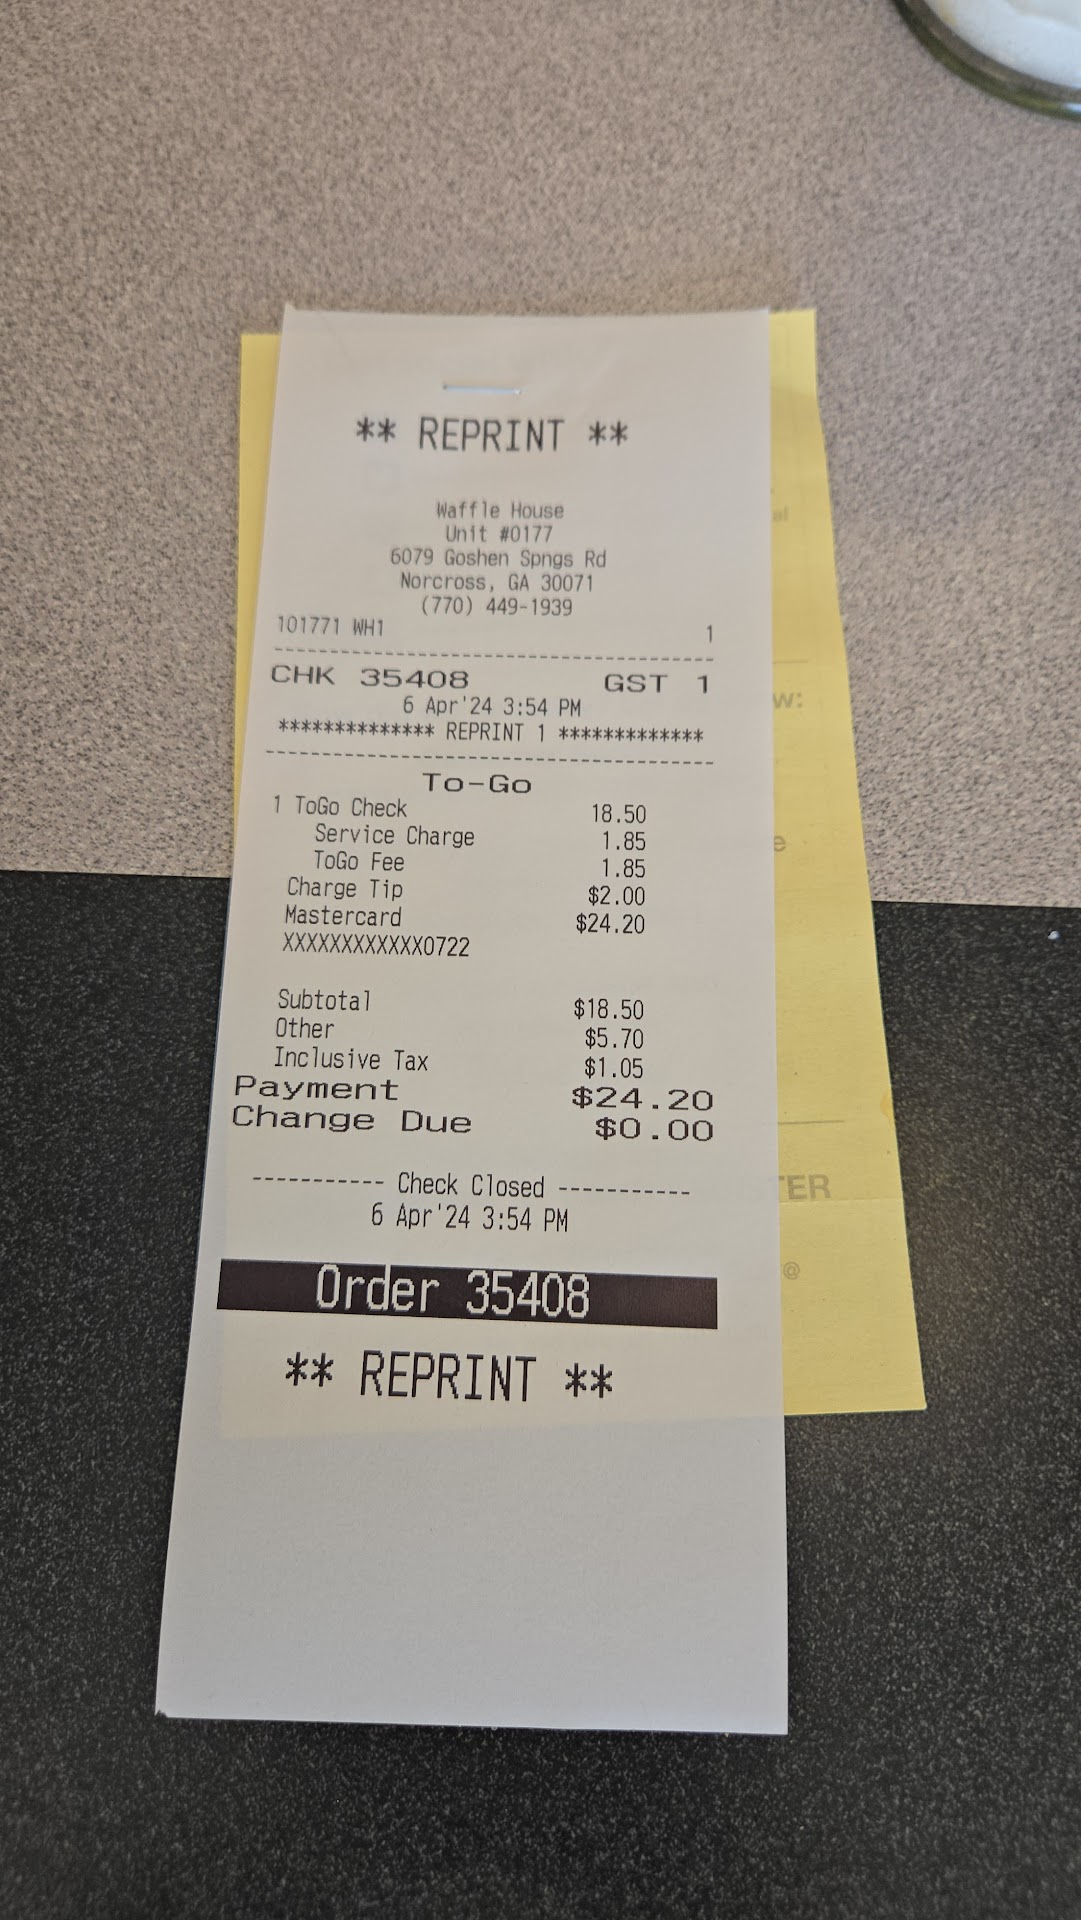 ** REPRINT **
Waffle House
Unit #0177
6079 Goshen Spngs Rd
Norcross, GA 30071
(770) 449-1939
101771 WH1 1
--------------------------------------
CHK 35408 GST 1
6 Apr'24 3:54 PM
************** REPRINT 1 *************
--------------------------------------
To-Go
1 ToGo Check 18.50
Service Charge 1.85
ToGo Fee 1.85
Charge Tip $2.00
Mastercard $24.20
XXXXXXXXXXXX0722
Subtotal $18.50
Other $5.70
Inclusive Tax $1.05
Payment $24.20
Change Due $0.00
----------- Check Closed -----------
6 Apr'24 3:54 PM
Order 35408
** REPRINT **
w:
e
TER
@